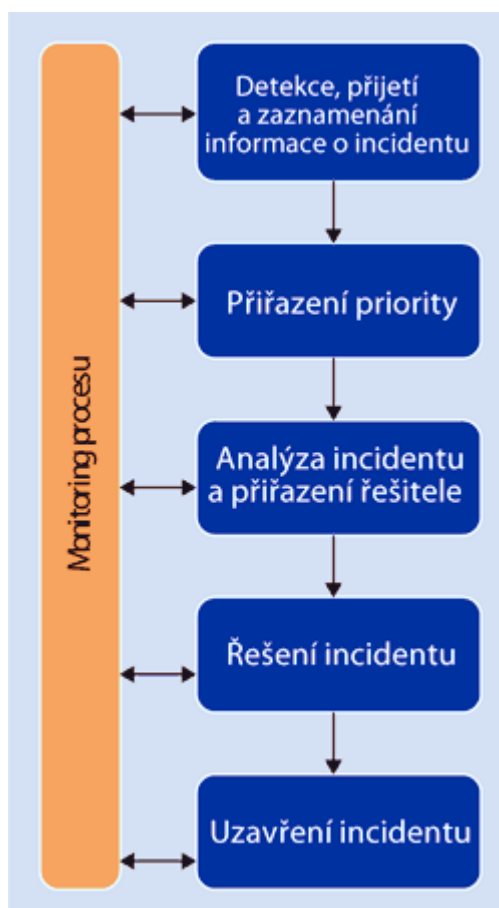 Monitoring procesu
Detekce, přijetí
a zaznamenání
informace o incidentu
Přiřazení priority
Analýza incidentu
a přiřazení řešitele
Řešení incidentu
Uzavření incidentu